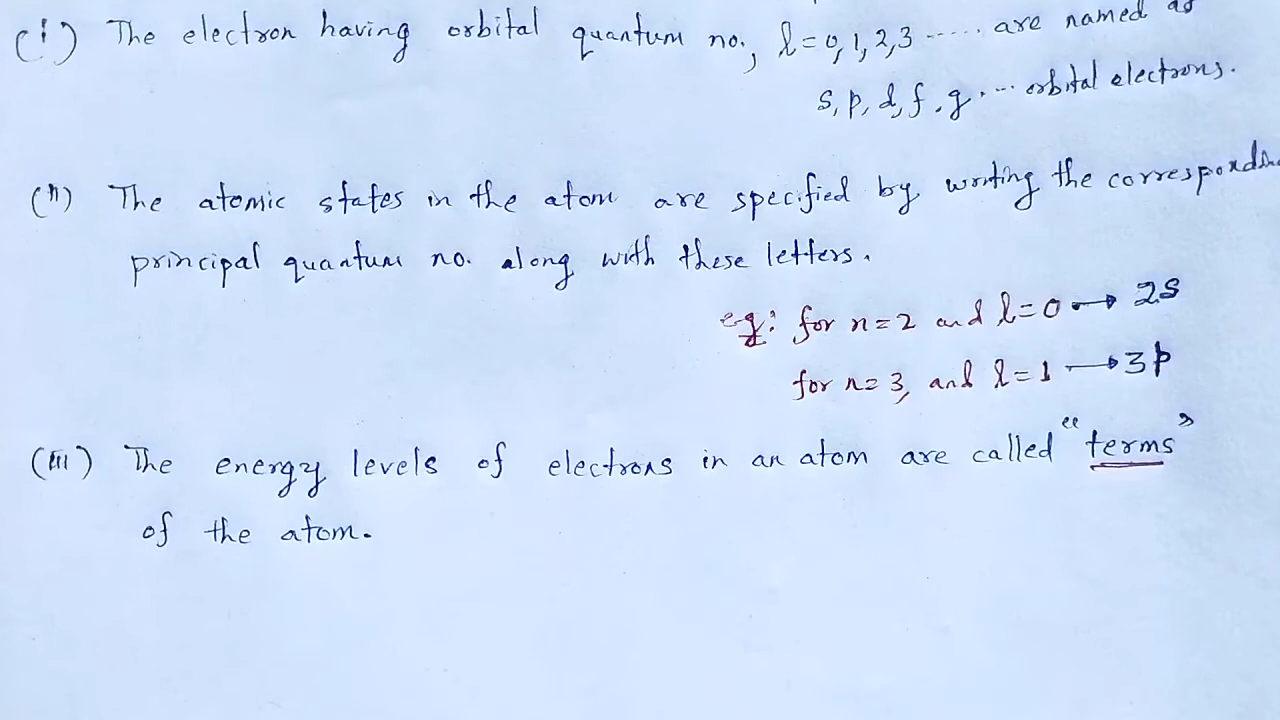 (i) The electron having orbital quantum no., l=0,1,2,3 ..... are named as
s, p, d, f, g .... orbital electrons.
(ii) The atomic states in the atom are specified by writing the
principal quantum no. along with these letters.
eg: for n=2 and l=0 → 2s
for n=3, and l=1 → 3p
(iii) The energy levels of electrons in an atom are called "terms"
of the atom.